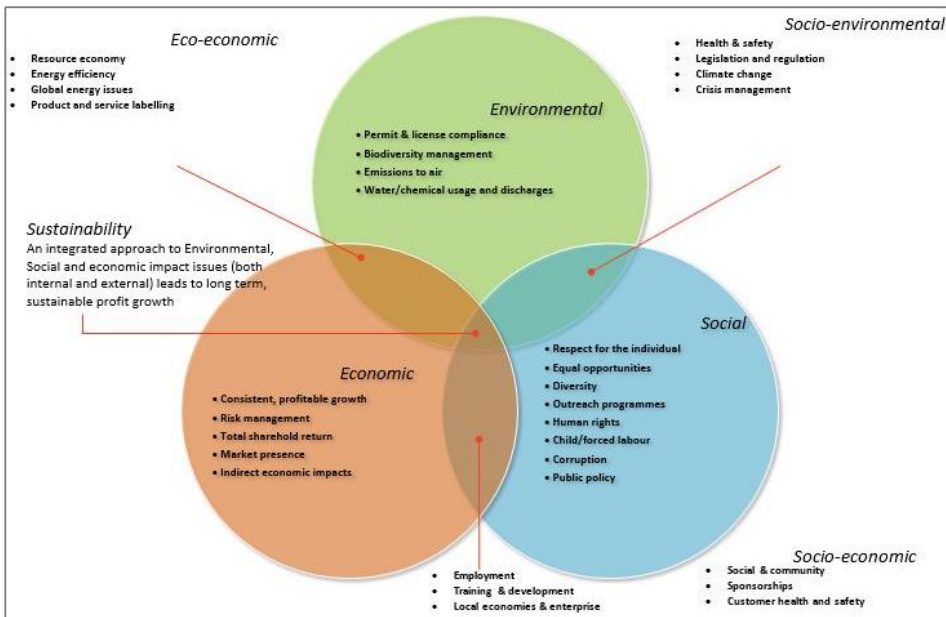 Eco-economic
• Resource economy
• Energy efficiency
• Global energy issues
• Product and service labelling
Socio-environmental
• Health & safety
• Legislation and regulation
• Climate change
• Crisis management
Environmental
• Permit & license compliance
• Biodiversity management
• Emissions to air
• Water/chemical usage and discharges
Sustainability
An integrated approach to Environmental,
Social and economic impact issues (both
internal and external) leads to long term,
sustainable profit growth
Economic
• Consistent, profitable growth
• Risk management
• Total sharehold return
• Market presence
• Indirect economic impacts
Social
• Respect for the individual
• Equal opportunities
• Diversity
• Outreach programmes
• Human rights
• Child/forced labour
• Corruption
• Public policy
• Employment
• Training & development
• Local economies & enterprise
Socio-economic
• Social & community
• Sponsorships
• Customer health and safety